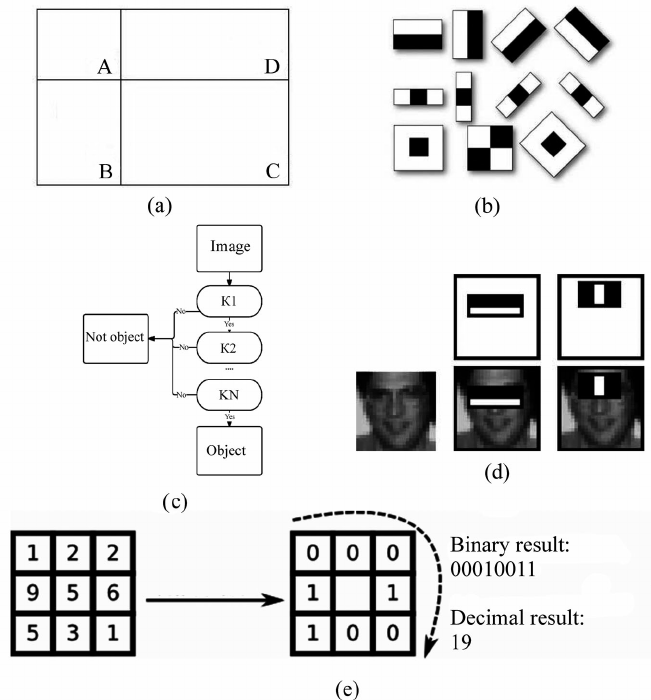 A D
B C
(a)
(b)
Image
K1
No
Yes
Not object
No
K2
....
No
KN
Yes
Object
(c)
(d)
1 2 2
9 5 6
5 3 1
0 0 0
1 1
1 0 0
Binary result:
00010011
Decimal result:
19
(e)